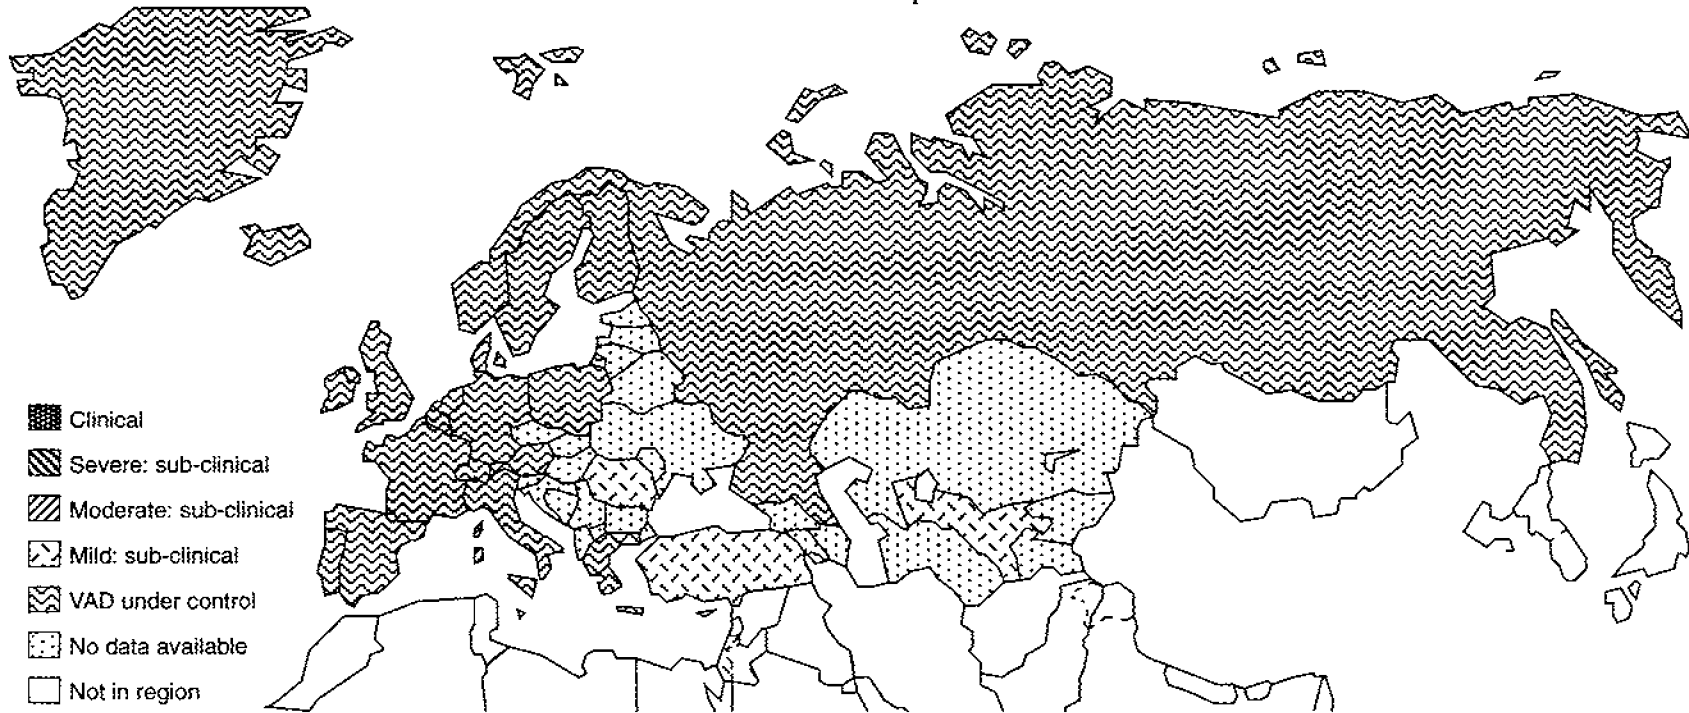 Clinical
Severe: sub-clinical
Moderate: sub-clinical
Mild: sub-clinical
VAD under control
No data available
Not in region